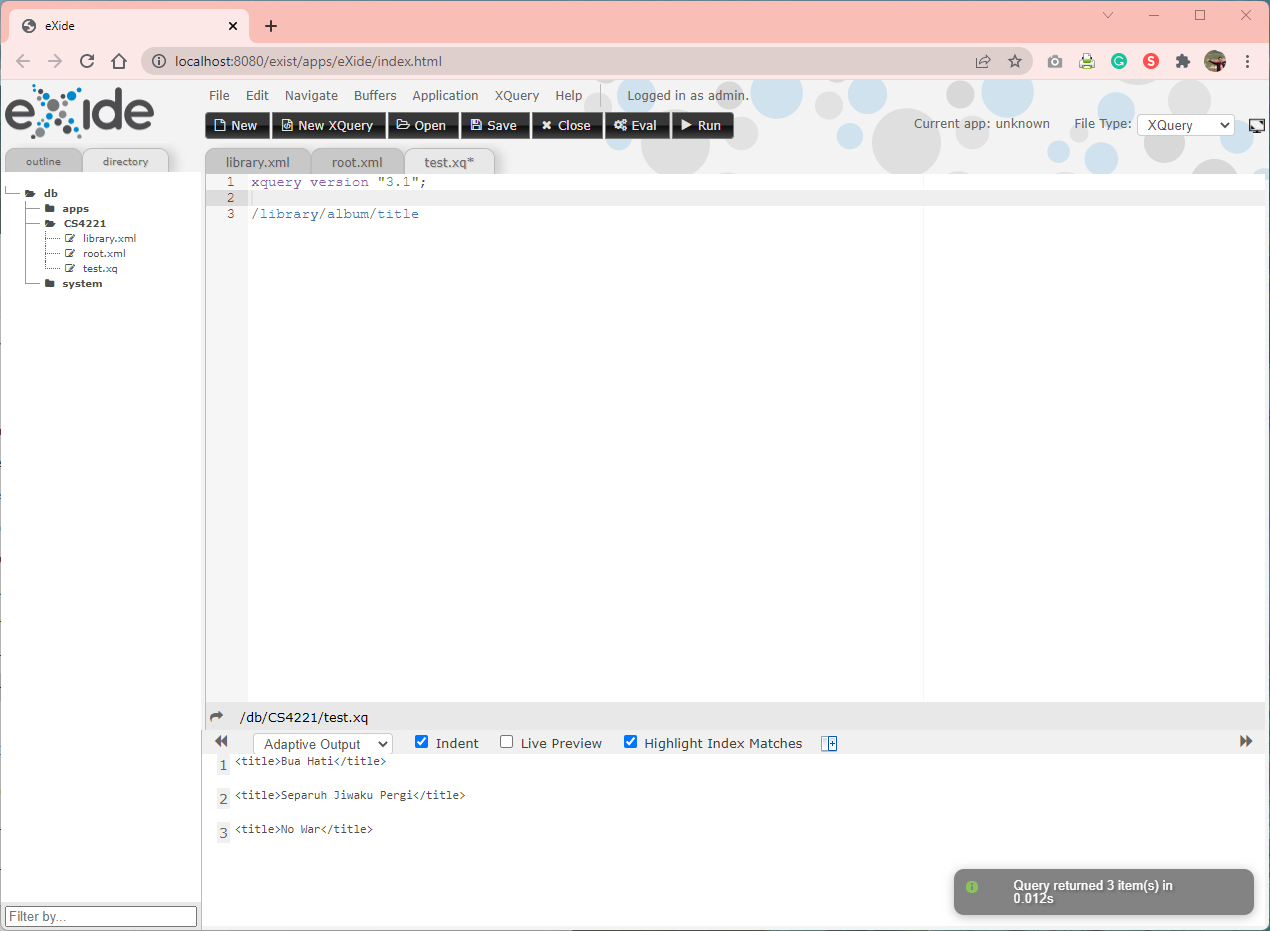 eXide
localhost:8080/exist/apps/eXide/index.html
eXide
File Edit Navigate Buffers Application XQuery Help Logged in as admin.
New New XQuery Open Save Close Eval Run
Current app: unknown File Type: XQuery
outline directory
library.xml root.xml test.xq*
db
apps
CS4221
library.xml
root.xml
test.xq
system
Filter by...
1 xquery version "3.1";
2
3 /library/album/title
/db/CS4221/test.xq
Adaptive Output Indent Live Preview Highlight Index Matches
1 <title>Bua Hati</title>
2 <title>Separuh Jiwaku Pergi</title>
3 <title>No War</title>
Query returned 3 item(s) in
0.012s